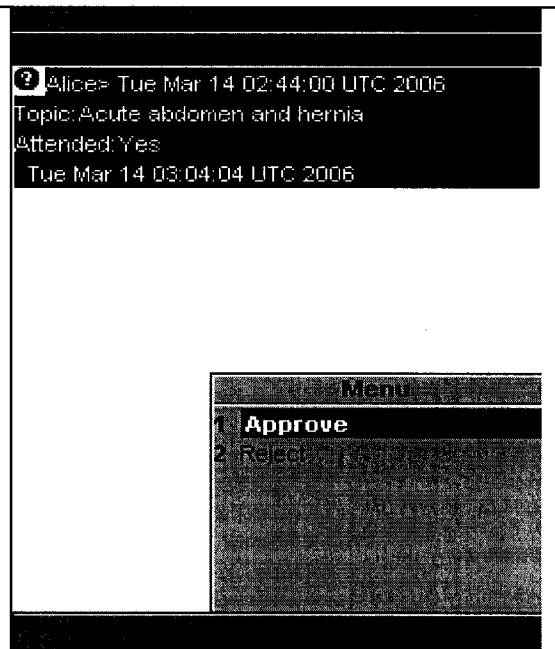 ? Alice> Tue Mar 14 02:44:00 UTC 2006
Topic:Acute abdomen and hernia
Attended:Yes
Tue Mar 14 03:04:04 UTC 2006
Menu
1 Approve
2 Reject